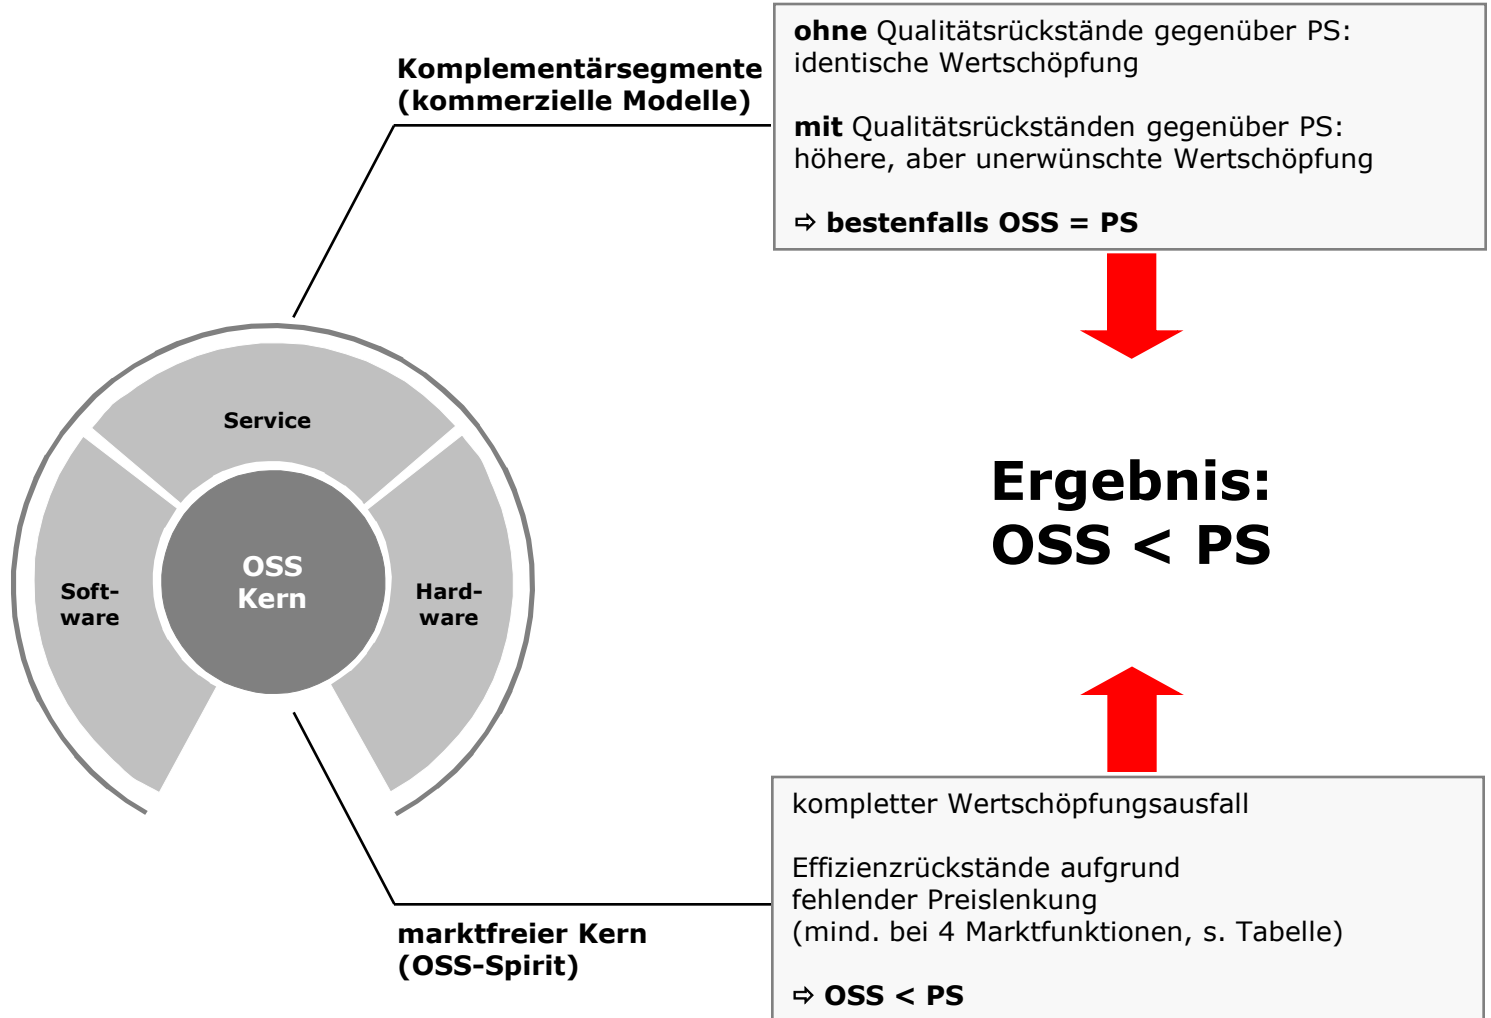 Komplementärsegmente
(kommerzielle Modelle)
ohne Qualitätsrückstände gegenüber PS:
identische Wertschöpfung
mit Qualitätsrückständen gegenüber PS:
höhere, aber unerwünschte Wertschöpfung
⇨ bestenfalls OSS = PS
Service
Soft-
ware
OSS
Kern
Hard-
ware
Ergebnis:
OSS < PS
marktfreier Kern
(OSS-Spirit)
kompletter Wertschöpfungsausfall
Effizienzrückstände aufgrund
fehlender Preislenkung
(mind. bei 4 Marktfunktionen, s. Tabelle)
⇨ OSS < PS